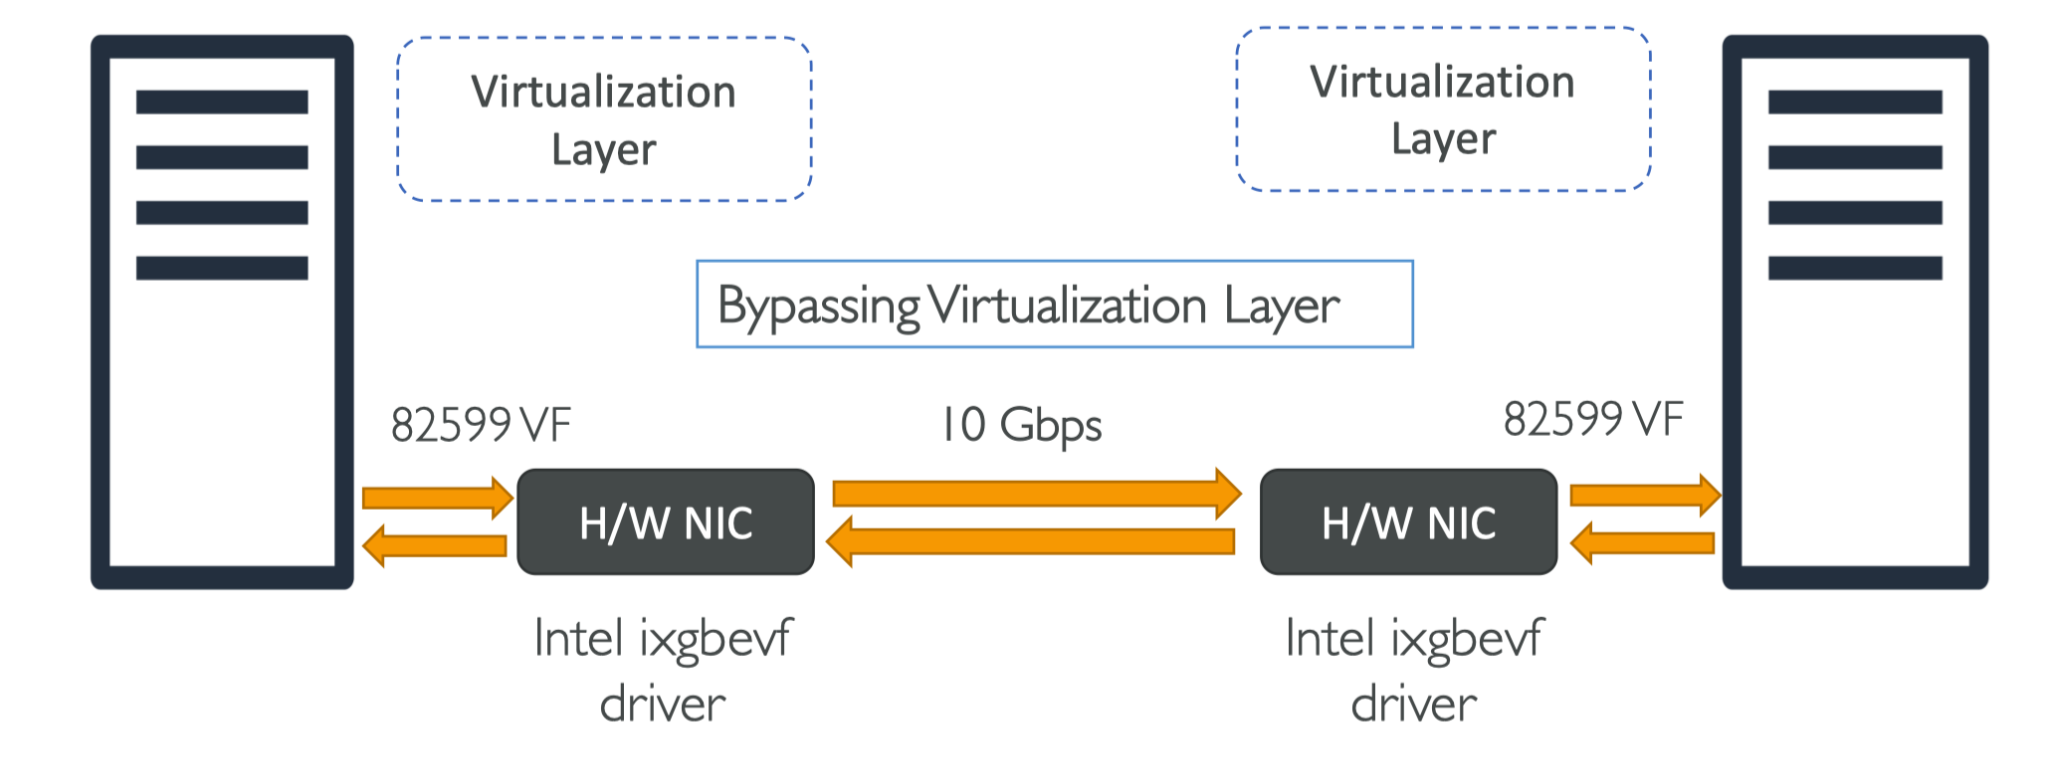 Virtualization
Layer
Virtualization
Layer
Bypassing Virtualization Layer
82599 VF
10 Gbps
82599 VF
H/W NIC
H/W NIC
Intel ixgbevf
driver
Intel ixgbevf
driver